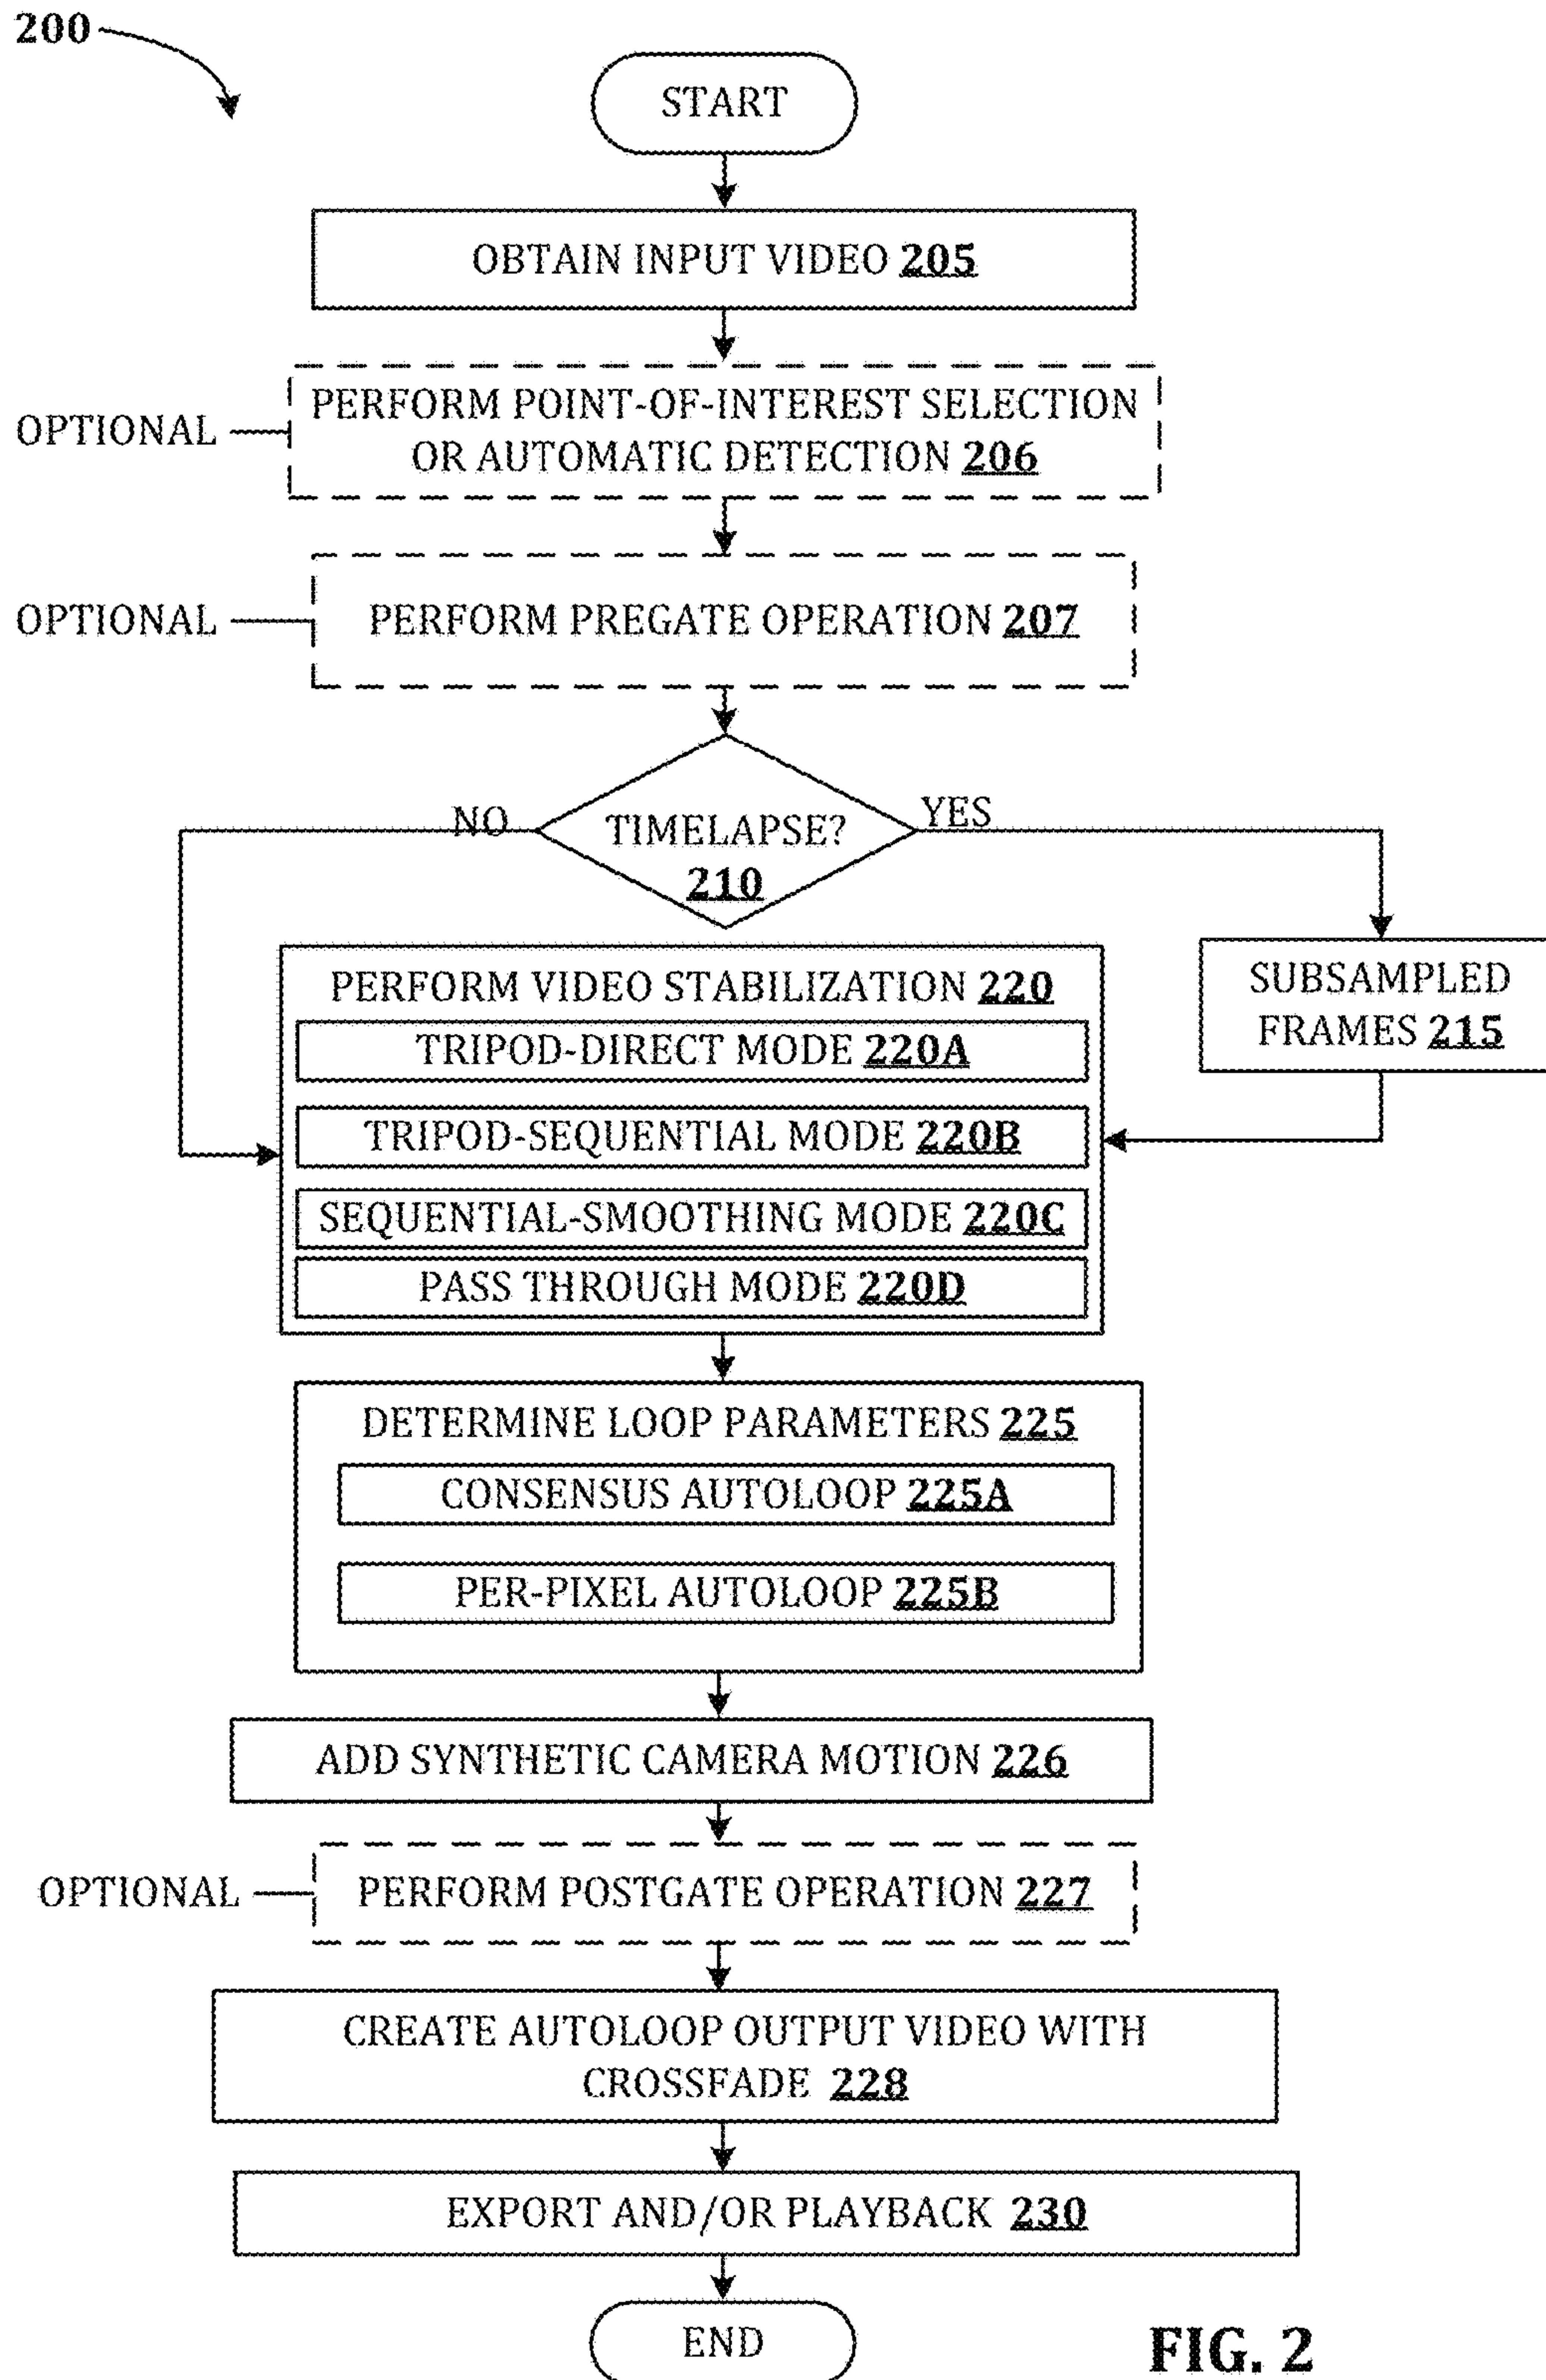 200
START
OBTAIN INPUT VIDEO 205
OPTIONAL
PERFORM POINT-OF-INTEREST SELECTION
OR AUTOMATIC DETECTION 206
OPTIONAL
PERFORM PREGATE OPERATION 207
NO
YES
TIMELAPSE?
210
SUBSAMPLED
FRAMES 215
PERFORM VIDEO STABILIZATION 220
TRIPOD-DIRECT MODE 220A
TRIPOD-SEQUENTIAL MODE 220B
SEQUENTIAL-SMOOTHING MODE 220C
PASS THROUGH MODE 220D
DETERMINE LOOP PARAMETERS 225
CONSENSUS AUTOLOOP 225A
PER-PIXEL AUTOLOOP 225B
ADD SYNTHETIC CAMERA MOTION 226
OPTIONAL
PERFORM POSTGATE OPERATION 227
CREATE AUTOLOOP OUTPUT VIDEO WITH
CROSSFADE 228
EXPORT AND/OR PLAYBACK 230
END
FIG. 2